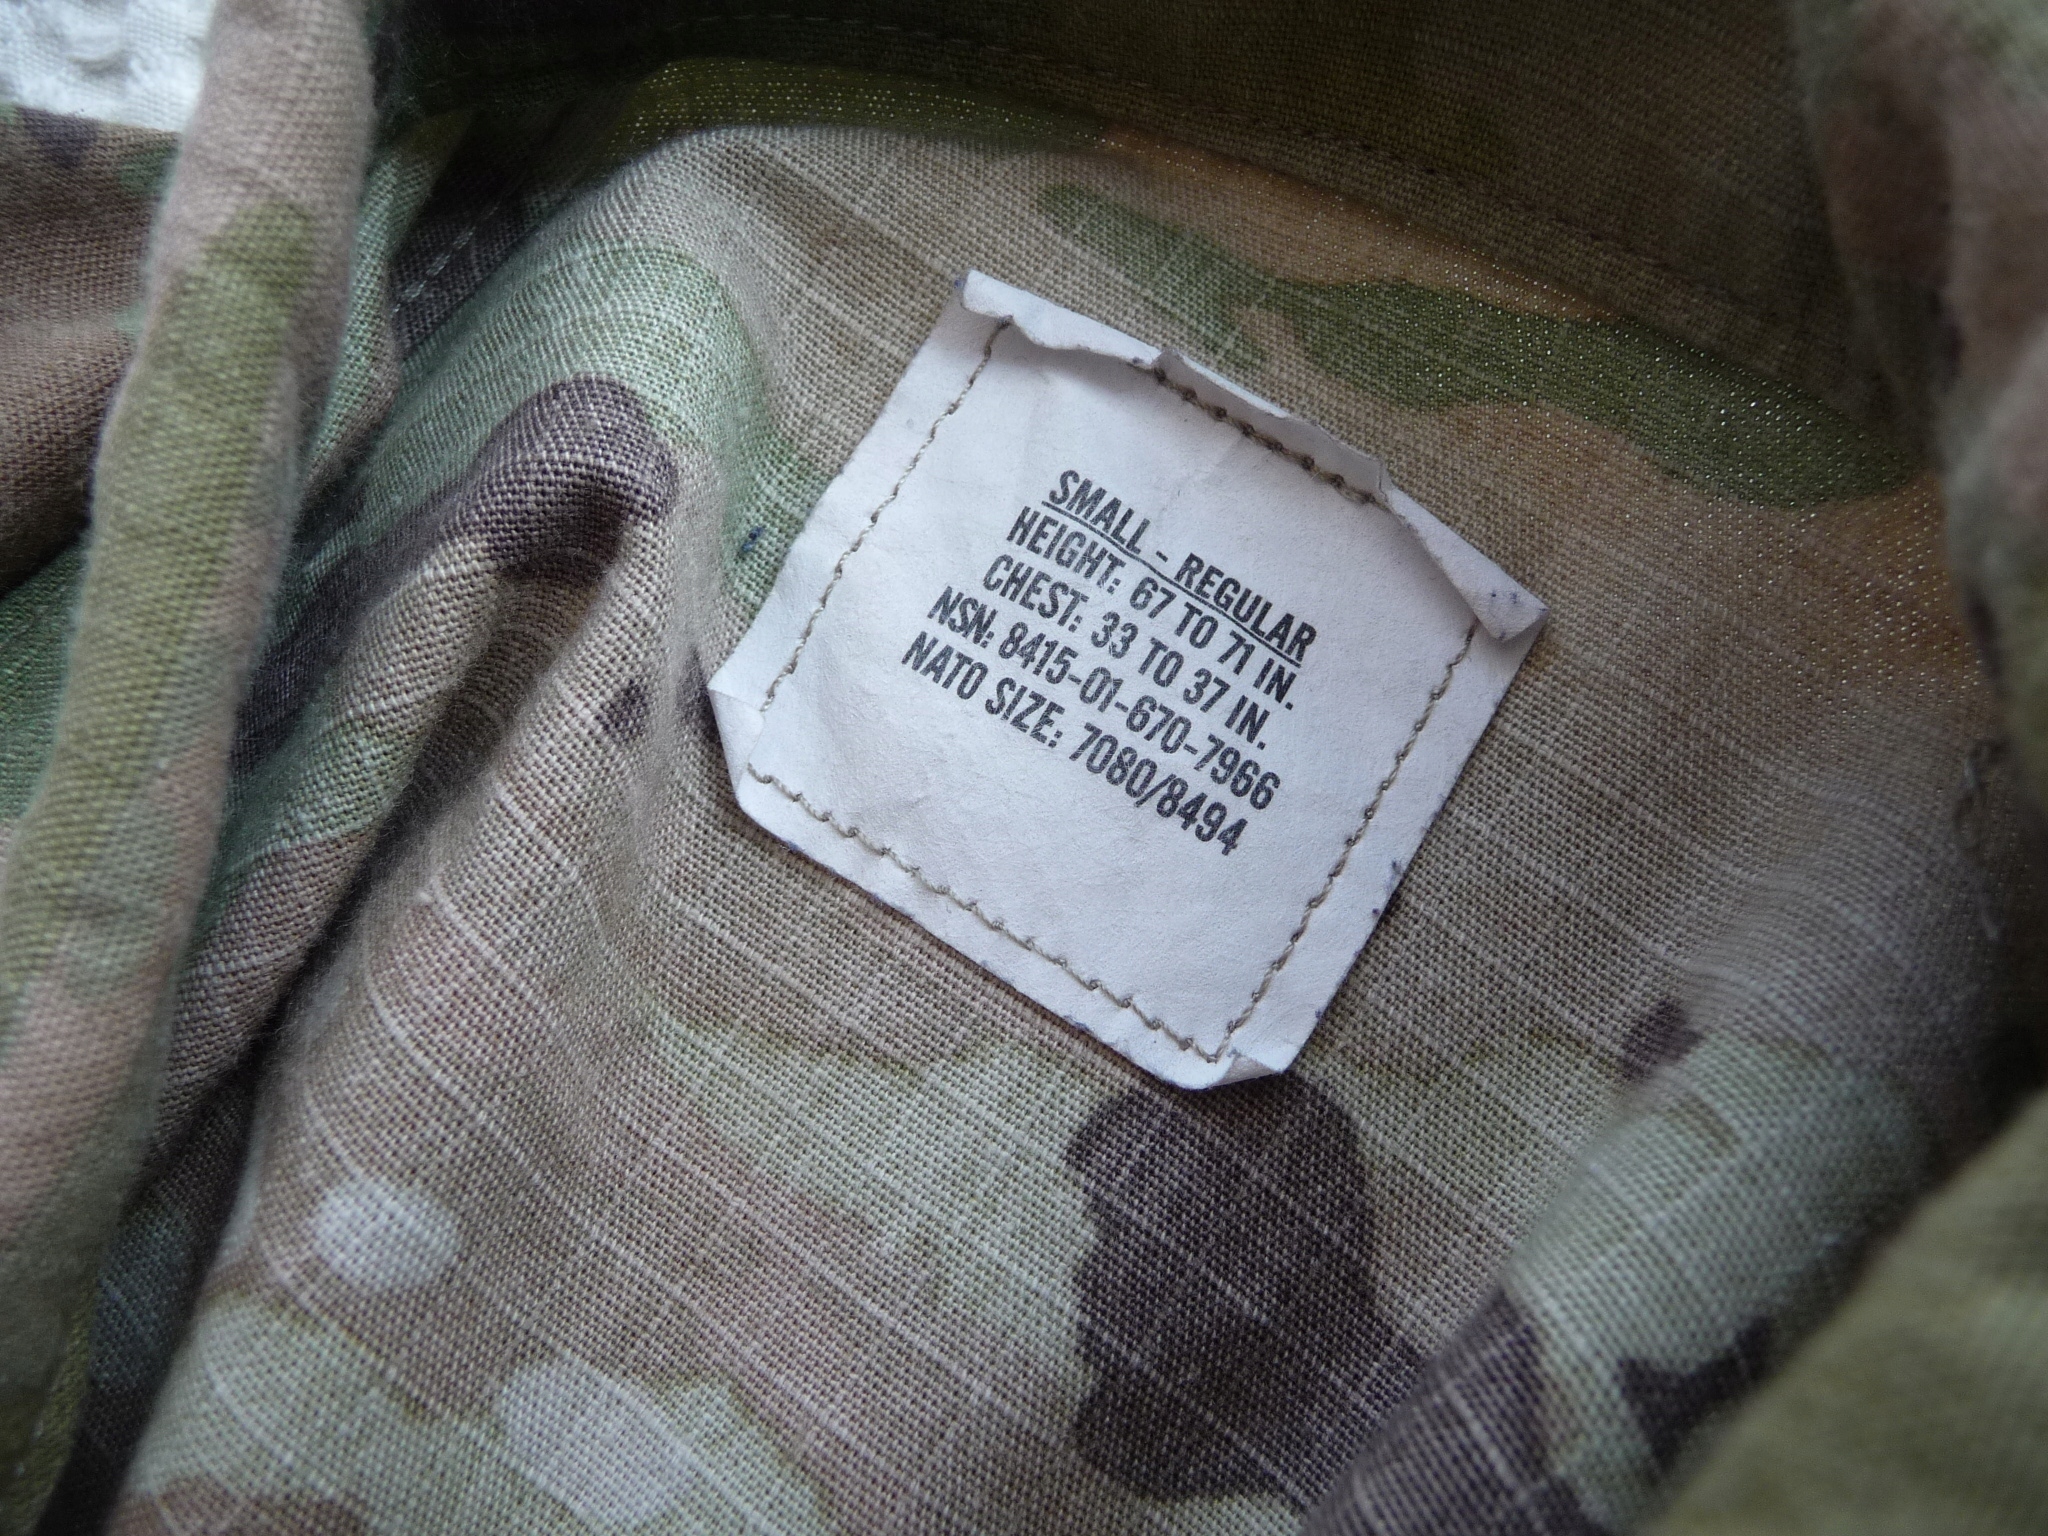 SMALL - REGULAR
HEIGHT: 67 TO 71 IN.
CHEST: 33 TO 37 IN.
NSN: 8415-01-670-7966
NATO SIZE: 7080/8494